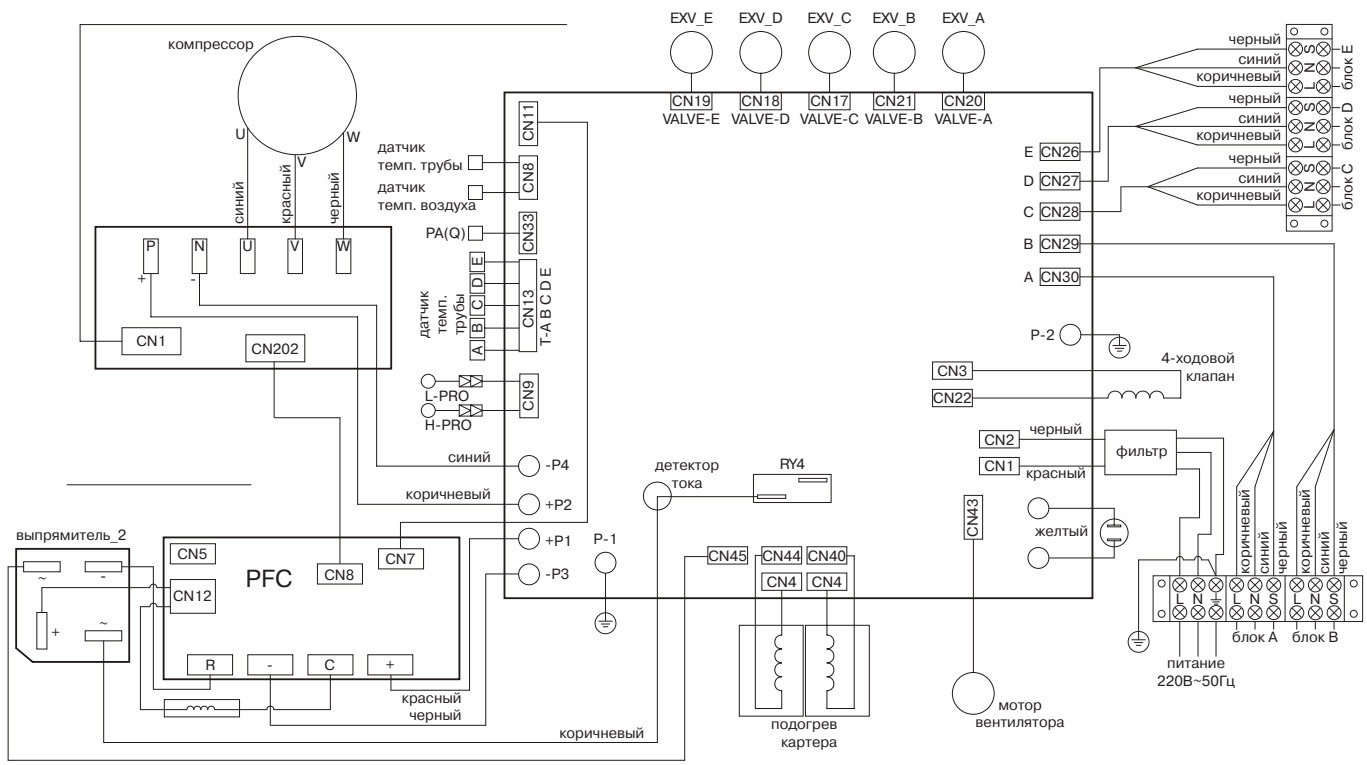 EXV_E
EXV_D
EXV_C
EXV_B
EXV_A
CN19
CN18
CN17
CN21
CN20
VALVE-E
VALVE-D
VALVE-C
VALVE-B
VALVE-A
компрессор
U
V
W
синий
красный
черный
P
N
U
V
W
+
-
CN1
CN202
CN11
датчик
темп. трубы
датчик
темп. воздуха
CN8
PA(Q)
CN33
датчик
темп.
трубы
E
D
C
B
A
CN13
T-A B C D E
L-PRO
H-PRO
CN9
синий
-P4
коричневый
+P2
+P1
-P3
P-1
E
CN26
D
CN27
C
CN28
B
CN29
A
CN30
черный
синий
коричневый
S
N
L
блок E
черный
синий
коричневый
S
N
L
блок D
черный
синий
коричневый
S
N
L
блок C
P-2
CN3
CN22
4-ходовой
клапан
CN2
черный
CN1
красный
фильтр
детектор
тока
RY4
CN43
желтый
CN45
CN44
CN40
CN4
CN4
подогрев
картера
мотор
вентилятора
коричневый
синий
черный
коричневый
синий
черный
L
N
L
N
S
L
N
S
блок A
блок B
питание
220В~50Гц
выпрямитель_2
~
-
+
~
CN5
CN12
PFC
CN8
CN7
R
-
C
+
красный
черный
коричневый